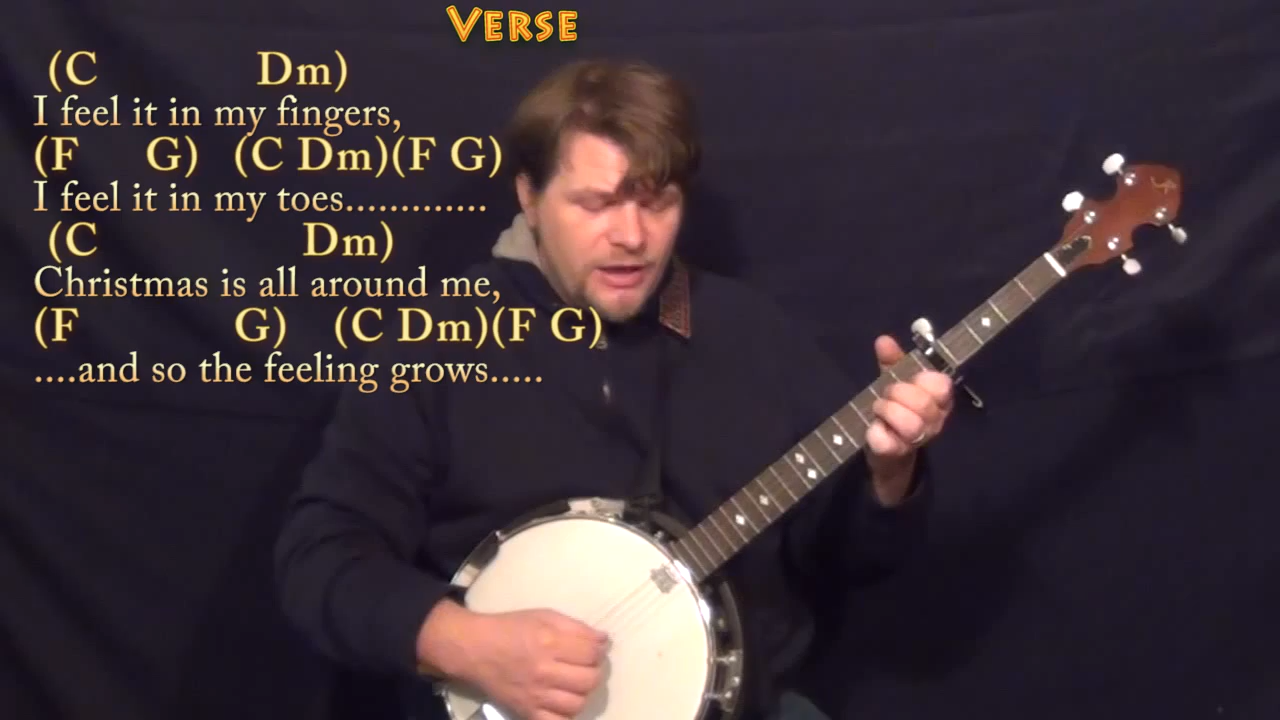 VERSE
(C Dm)
I feel it in my fingers,
(F G) (C Dm)(F G)
I feel it in my toes.............
(C Dm)
Christmas is all around me,
(F G) (C Dm)(F G)
....and so the feeling grows.....